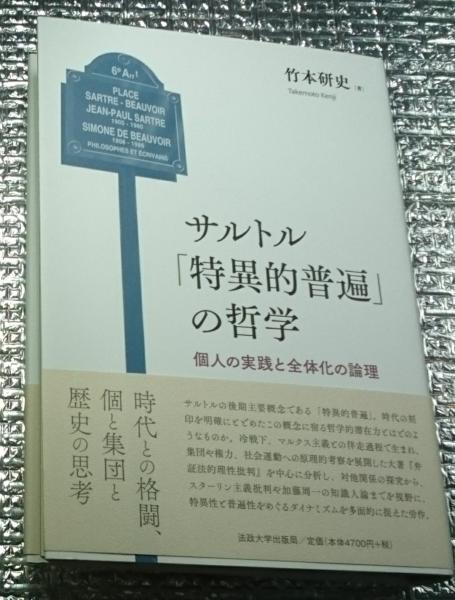 6ᵉ Arrᵗ
PLACE
SARTRE - BEAUVOIR
JEAN-PAUL SARTRE
1905 - 1980
SIMONE DE BEAUVOIR
1908 - 1986
PHILOSOPHES ET ÉCRIVAINS
竹本研史[著]
Takemoto Kenji
サルトル
「特異的普遍」
の哲学
個人の実践と全体化の論理
時代との格闘、
個と集団と
歴史の思考
サルトルの後期主要概念である「特異的普遍」。時代の刻
印を明確にとどめたこの概念に宿る哲学的潜在力とはどのよ
うなものか。冷戦下、マルクス主義との伴走過程で生まれ、
集団や権力、社会運動への原理的考察を展開した大著『弁
証法的理性批判』を中心に分析し、対他関係の探究から、
スターリン主義批判や加藤周一の知識人論までを視野に、
特異性と普遍性をめぐるダイナミズムを多面的に捉えた労作。
法政大学出版局/定価(本体4700円+税)